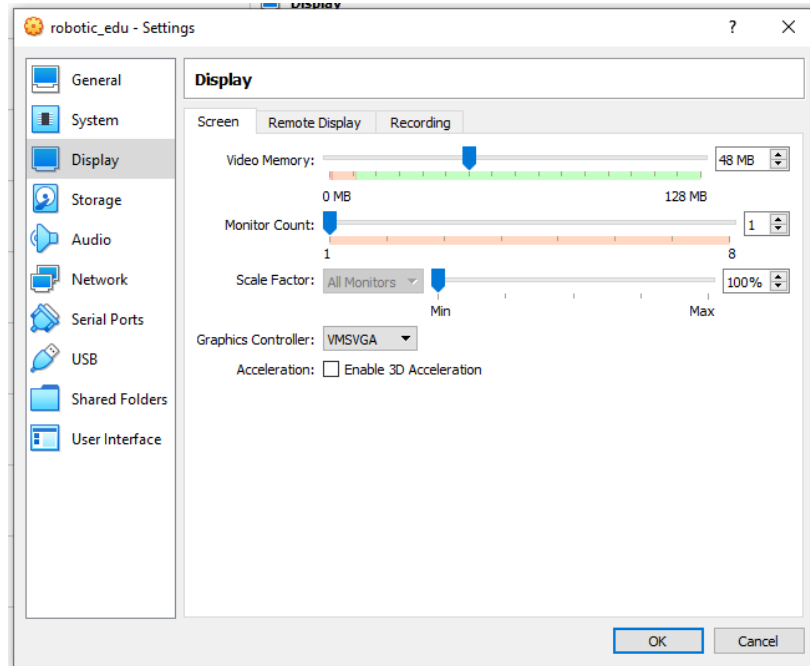 Display
robotic_edu - Settings
?
General
System
Display
Storage
Audio
Network
Serial Ports
USB
Shared Folders
User Interface
Display
Screen Remote Display Recording
Video Memory: 48 MB
0 MB 128 MB
Monitor Count: 1
1 8
Scale Factor: All Monitors 100%
Min Max
Graphics Controller: VMSVGA
Acceleration: Enable 3D Acceleration
OK Cancel